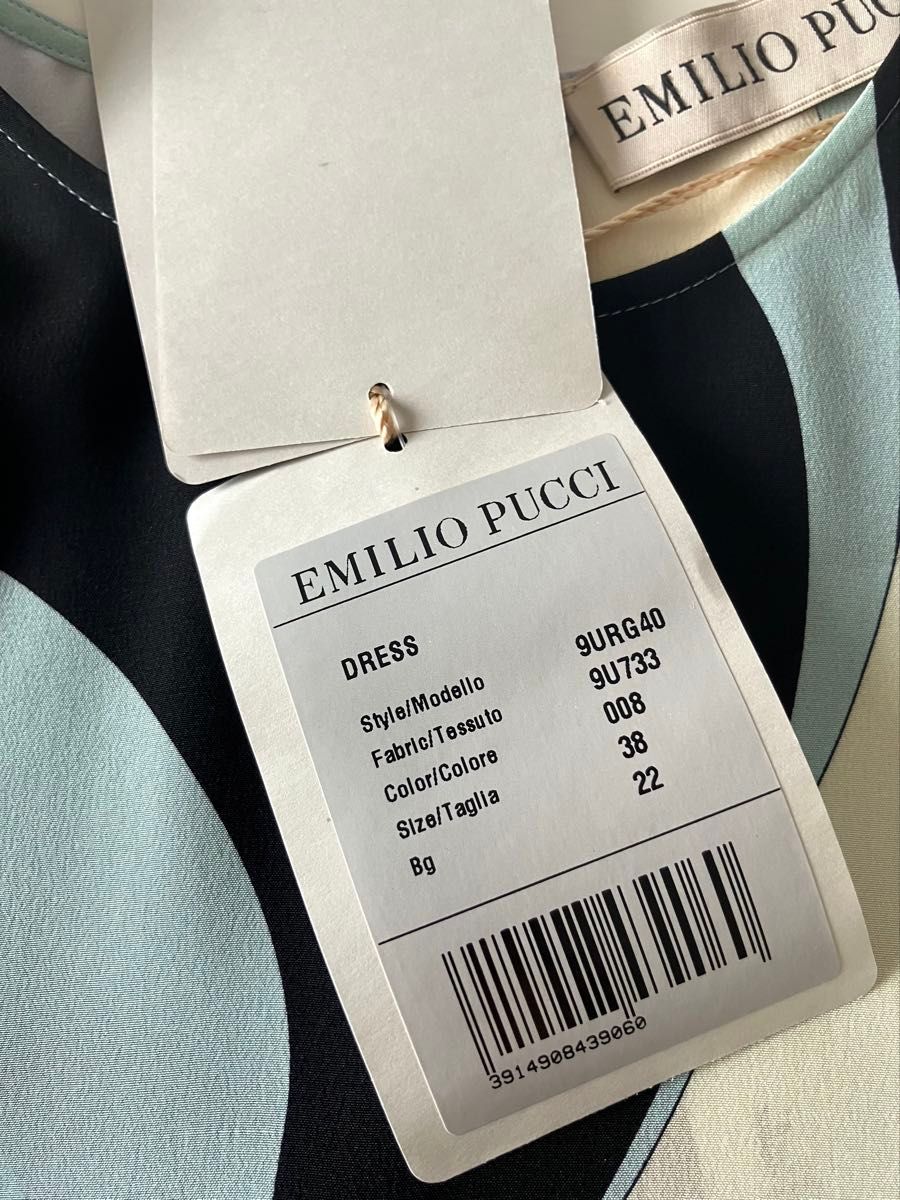 EMILIO PUC
EMILIO PUCCI
DRESS
Style/Modello 9URG40
Fabric/Tessuto 9U733
Color/Colore 008
Size/Taglia 38
Bg 22
3914908439060